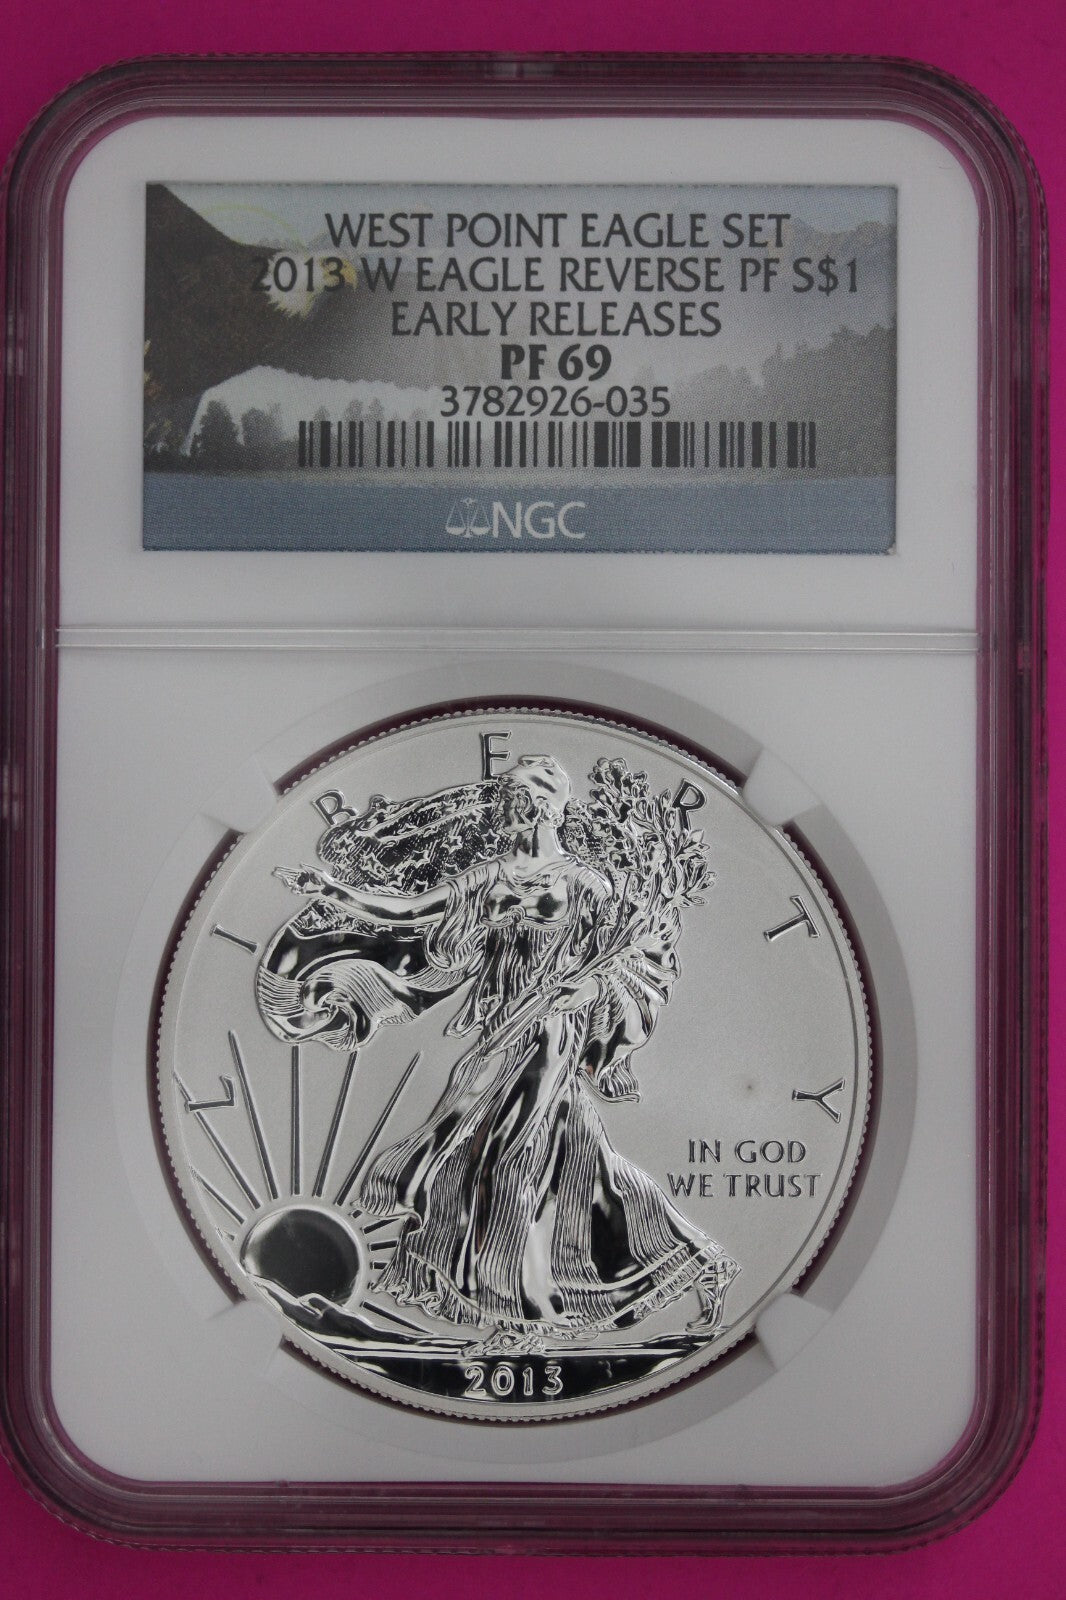 WEST POINT EAGLE SET
2013 W EAGLE REVERSE PF S$1
EARLY RELEASES
PF 69
3782926-035
NGC
LIBERTY
IN GOD
WE TRUST
2013